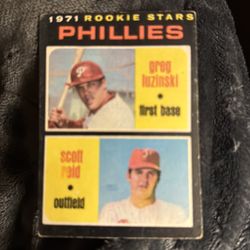 1971 ROOKIE STARS
PHILLIES
greg
luzinski
first base
scott
reid
outfield